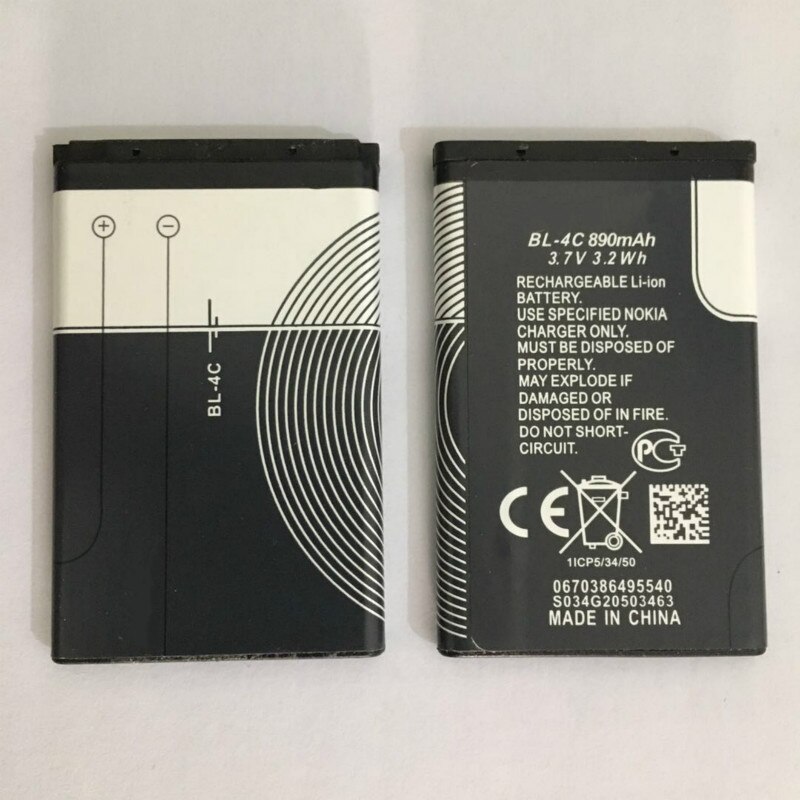 + −
BL-4C
BL-4C 890mAh
3.7V 3.2Wh
RECHARGEABLE Li-ion
BATTERY.
USE SPECIFIED NOKIA
CHARGER ONLY.
MUST BE DISPOSED OF
PROPERLY.
MAY EXPLODE IF
DAMAGED OR
DISPOSED OF IN FIRE.
DO NOT SHORT-
CIRCUIT.
РСТ
CE
1ICP5/34/50
0670386495540
S034G20503463
MADE IN CHINA